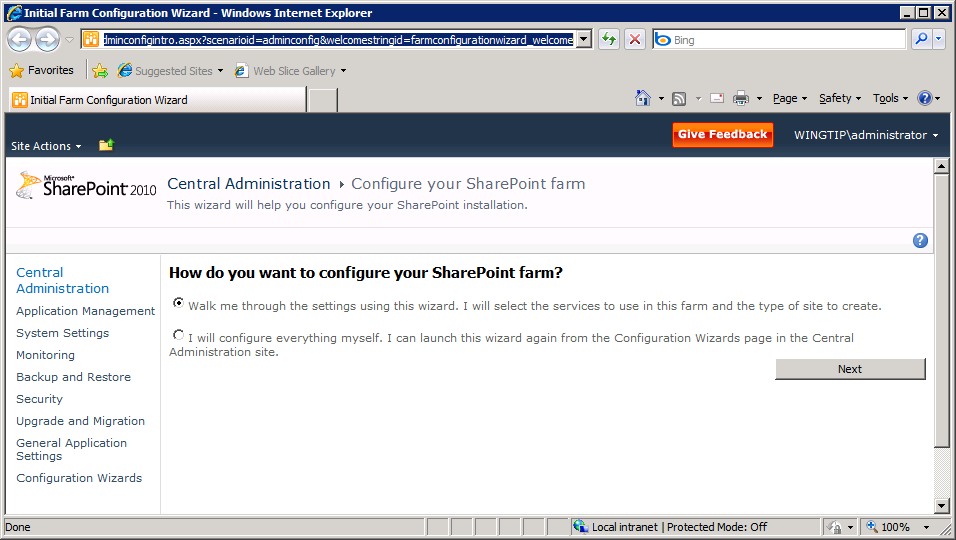 Initial Farm Configuration Wizard - Windows Internet Explorer
dminconfigintro.aspx?scenarioid=adminconfig&welcomestringid=farmconfigurationwizard_welcome
Bing
Favorites
Suggested Sites
Web Slice Gallery
Initial Farm Configuration Wizard
Page
Safety
Tools
Site Actions
Give Feedback
WINGTIP\administrator
Microsoft
SharePoint 2010
Central Administration
Configure your SharePoint farm
This wizard will help you configure your SharePoint installation.
Central
Administration
Application Management
System Settings
Monitoring
Backup and Restore
Security
Upgrade and Migration
General Application
Settings
Configuration Wizards
How do you want to configure your SharePoint farm?
Walk me through the settings using this wizard. I will select the services to use in this farm and the type of site to create.
I will configure everything myself. I can launch this wizard again from the Configuration Wizards page in the Central
Administration site.
Next
Done
Local intranet | Protected Mode: Off
100%